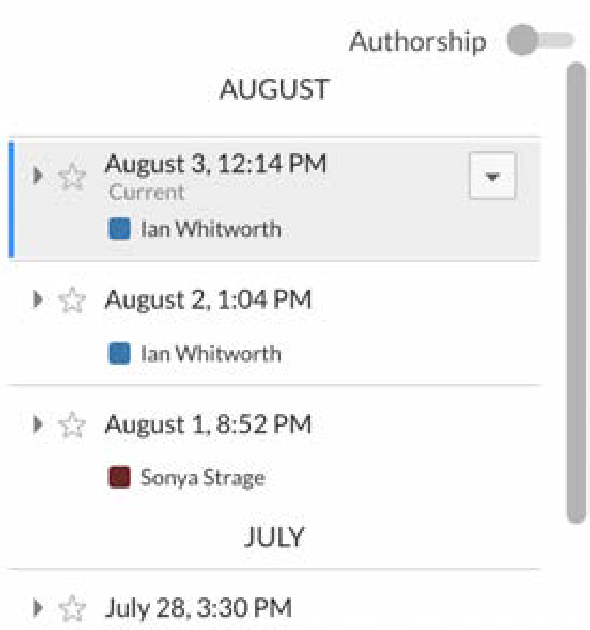 Authorship
AUGUST
August 3, 12:14 PM
Current
Ian Whitworth
August 2, 1:04 PM
Ian Whitworth
August 1, 8:52 PM
Sonya Strage
JULY
July 28, 3:30 PM